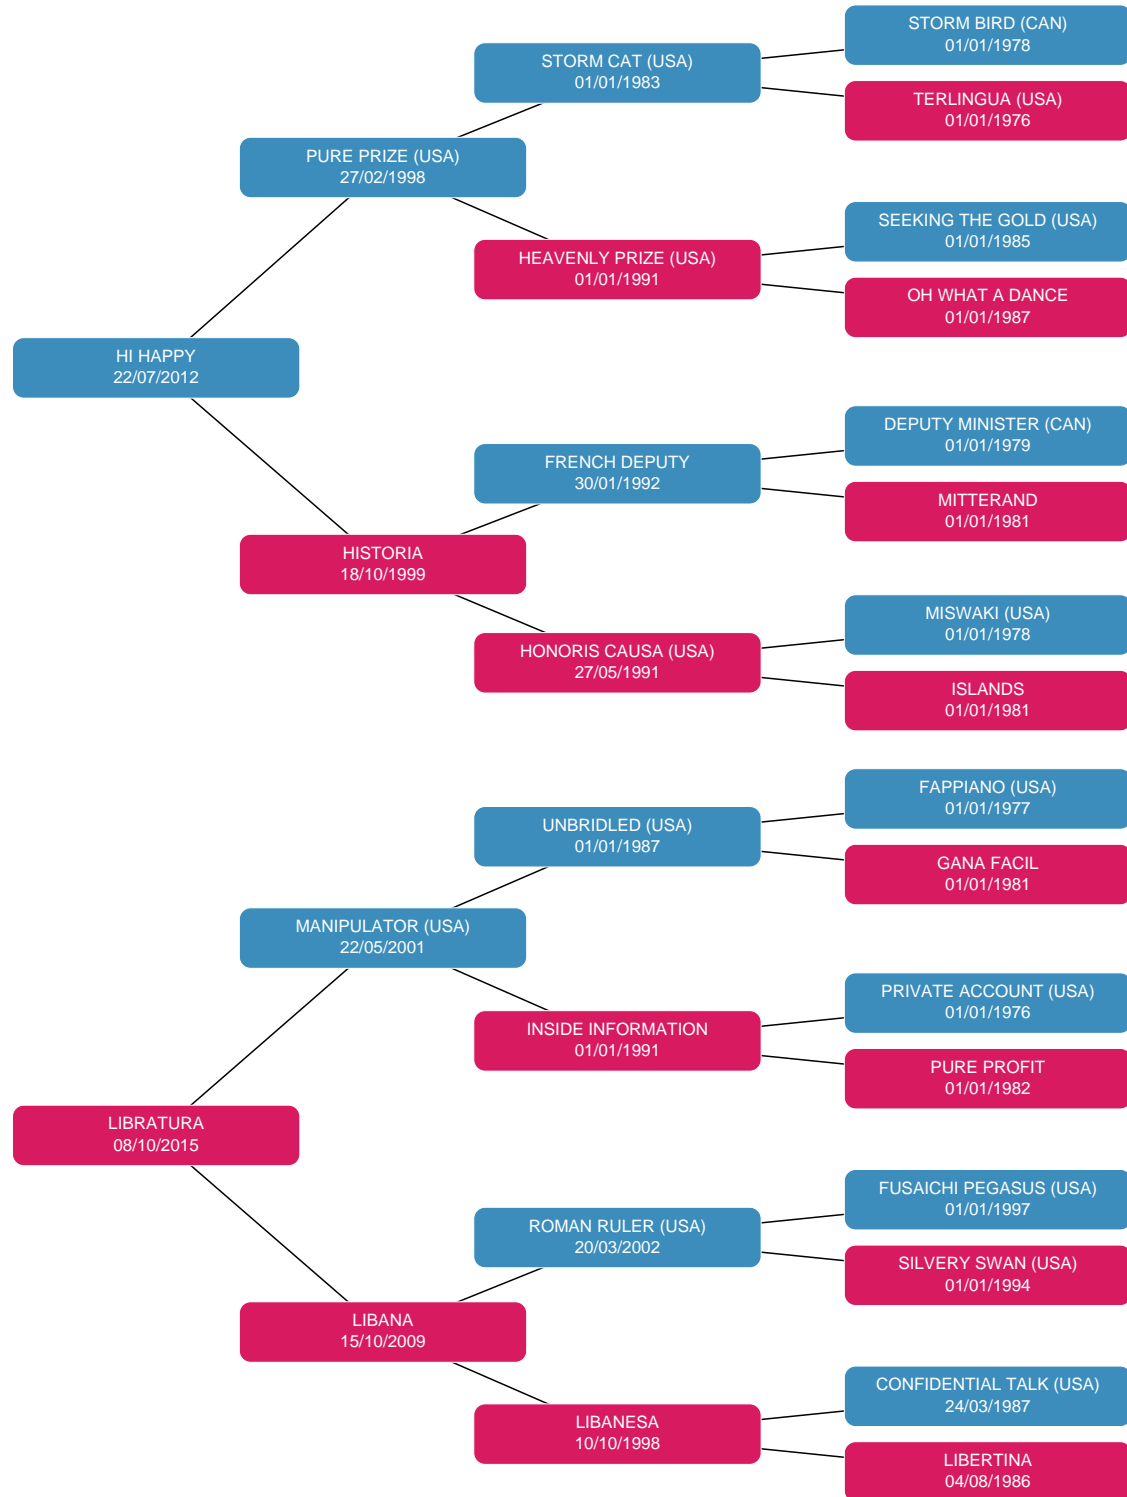 STORM BIRD (CAN)
01/01/1978
STORM CAT (USA)
01/01/1983
TERLINGUA (USA)
01/01/1976
PURE PRIZE (USA)
27/02/1998
SEEKING THE GOLD (USA)
01/01/1985
HEAVENLY PRIZE (USA)
01/01/1991
OH WHAT A DANCE
01/01/1987
HI HAPPY
22/07/2012
DEPUTY MINISTER (CAN)
01/01/1979
FRENCH DEPUTY
30/01/1992
MITTERAND
01/01/1981
HISTORIA
18/10/1999
MISWAKI (USA)
01/01/1978
HONORIS CAUSA (USA)
27/05/1991
ISLANDS
01/01/1981
FAPPIANO (USA)
01/01/1977
UNBRIDLED (USA)
01/01/1987
GANA FACIL
01/01/1981
MANIPULATOR (USA)
22/05/2001
PRIVATE ACCOUNT (USA)
01/01/1976
INSIDE INFORMATION
01/01/1991
PURE PROFIT
01/01/1982
LIBRATURA
08/10/2015
FUSAICHI PEGASUS (USA)
01/01/1997
ROMAN RULER (USA)
20/03/2002
SILVERY SWAN (USA)
01/01/1994
LIBANA
15/10/2009
CONFIDENTIAL TALK (USA)
24/03/1987
LIBANESA
10/10/1998
LIBERTINA
04/08/1986